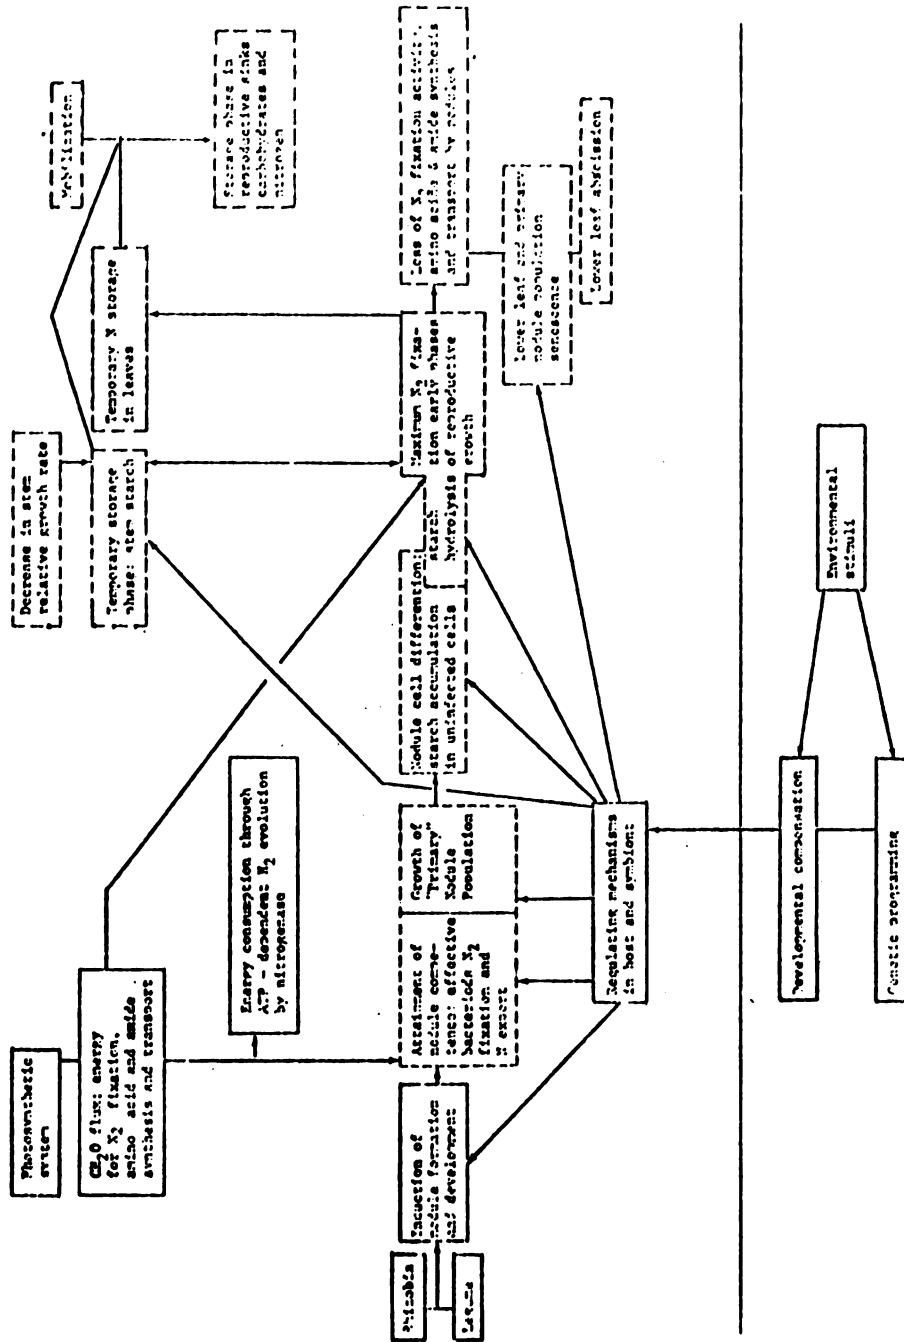 Photosynthetic
system
CH2O flux: energy
for N2 fixation,
amino acid and amide
synthesis and transport
Energy consumption through
ATP - dependent H2 evolution
by nitrogenase
Decrease in stem
relative growth rate
Temporary storage
phase: stem starch
Temporary N storage
in leaves
Mobilization
Storage phase in
reproductive sinks
carbohydrates and
nitrogen
Rhizobia
Legume
Induction of
nodule formation
and development
Attainment of
nodule compe-
tence: effective
bacteriods N2
fixation and
N export
Growth of
"Primary"
Nodule
Population
Nodule cell differention:
starch accumulation
in uninfected cells
starch
hydrolysis
Maximum N2 fixa-
tion early phases
of reproductive
growth
Loss of N2 fixation activity,
amino acid & amide synthesis
and transport by nodules
Lower leaf and primary
nodule population
senescence
Lower leaf abscission
Regulating mechanisms
in host and symbiont
Developmental compensation
Genetic programming
Environmental
stimuli